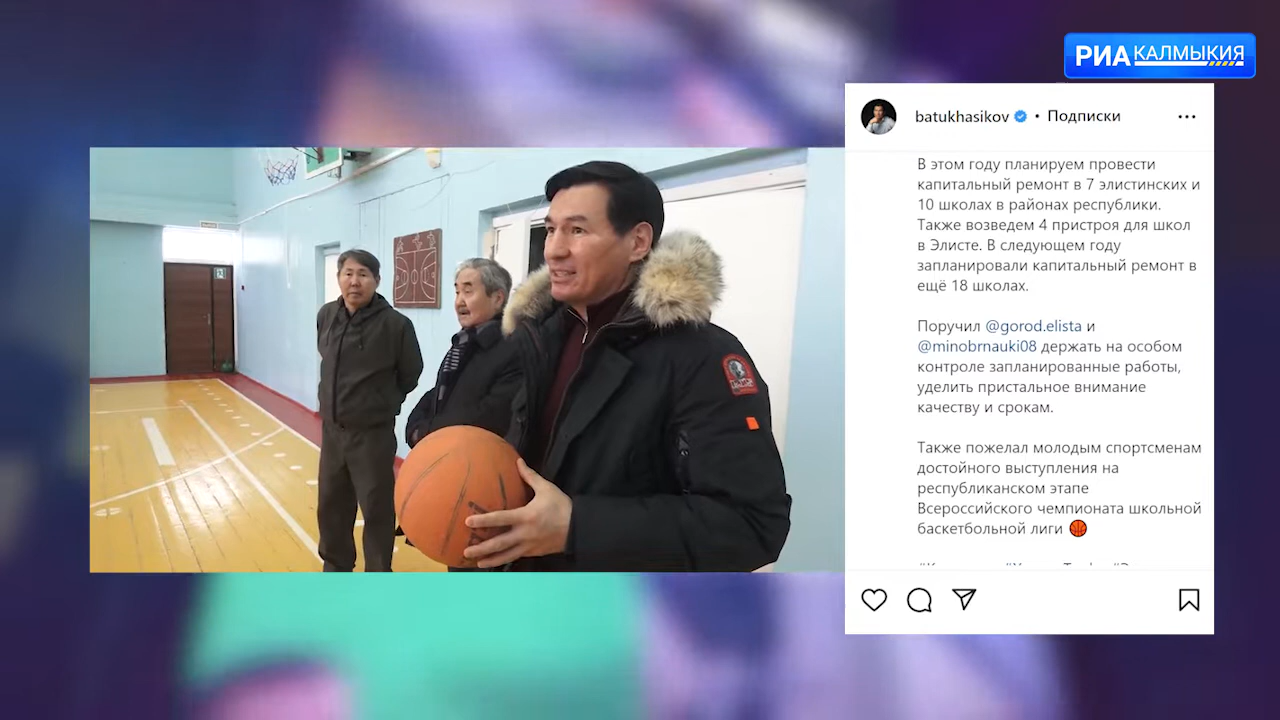 РИА КАЛМЫКИЯ
batukhasikov • Подписки
В этом году планируем провести
капитальный ремонт в 7 элистинских и
10 школах в районах республики.
Также возведем 4 пристроя для школ
в Элисте. В следующем году
запланировали капитальный ремонт в
ещё 18 школах.
Поручил @gorod.elista и
@minobrnauki08 держать на особом
контроле запланированные работы,
уделить пристальное внимание
качеству и срокам.
Также пожелал молодым спортсменам
достойного выступления на
республиканском этапе
Всероссийского чемпионата школьной
баскетбольной лиги 🏀